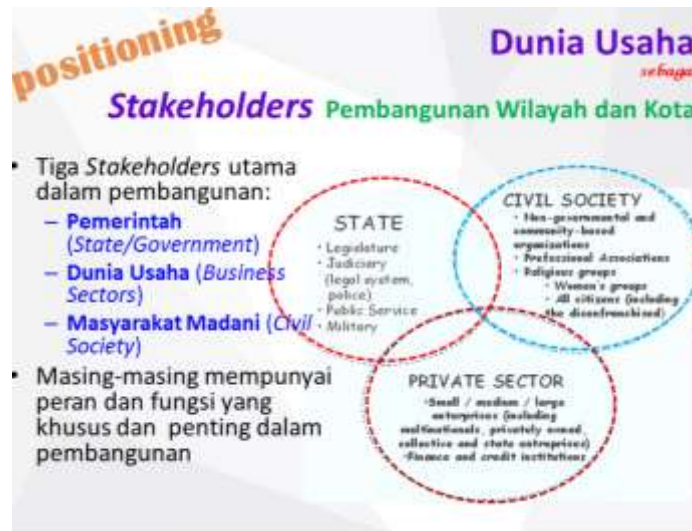 positioning
Dunia Usaha
sebaga
Stakeholders Pembangunan Wilayah dan Kota
• Tiga Stakeholders utama
dalam pembangunan:
– Pemerintah
(State/Government)
– Dunia Usaha (Business
Sectors)
– Masyarakat Madani (Civil
Society)
• Masing-masing mempunyai
peran dan fungsi yang
khusus dan penting dalam
pembangunan
STATE
• Legislature
• Judiciary
(legal system,
police)
• Public Service
• Military
CIVIL SOCIETY
• Non-governmental and
community-based
organizations
• Professional Associations
• Religious groups
• Women's groups
• All citizens (including
the disenfranchised)
PRIVATE SECTOR
•Small / medium / large
enterprises (including
multinationals, privately owned,
collective and state entreprises)
•Finance and credit institutions